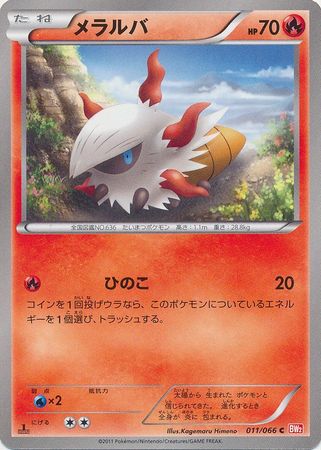 たね
メラルバ
HP70
全国図鑑NO.636 たいまつポケモン 高さ:1.1m 重さ:28.8kg
ひのこ 20
コインを1回投げウラなら、このポケモンについているエネル
ギーを1個選び、トラッシュする。
弱点 抵抗力
×2
にげる
太陽から 生まれた ポケモンと
信じられてきた。 進化するとき
全身が 炎に 包まれる。
Illus.Kagemaru Himeno
011/066 C BW2
©2011 Pokémon/Nintendo/Creatures/GAME FREAK.